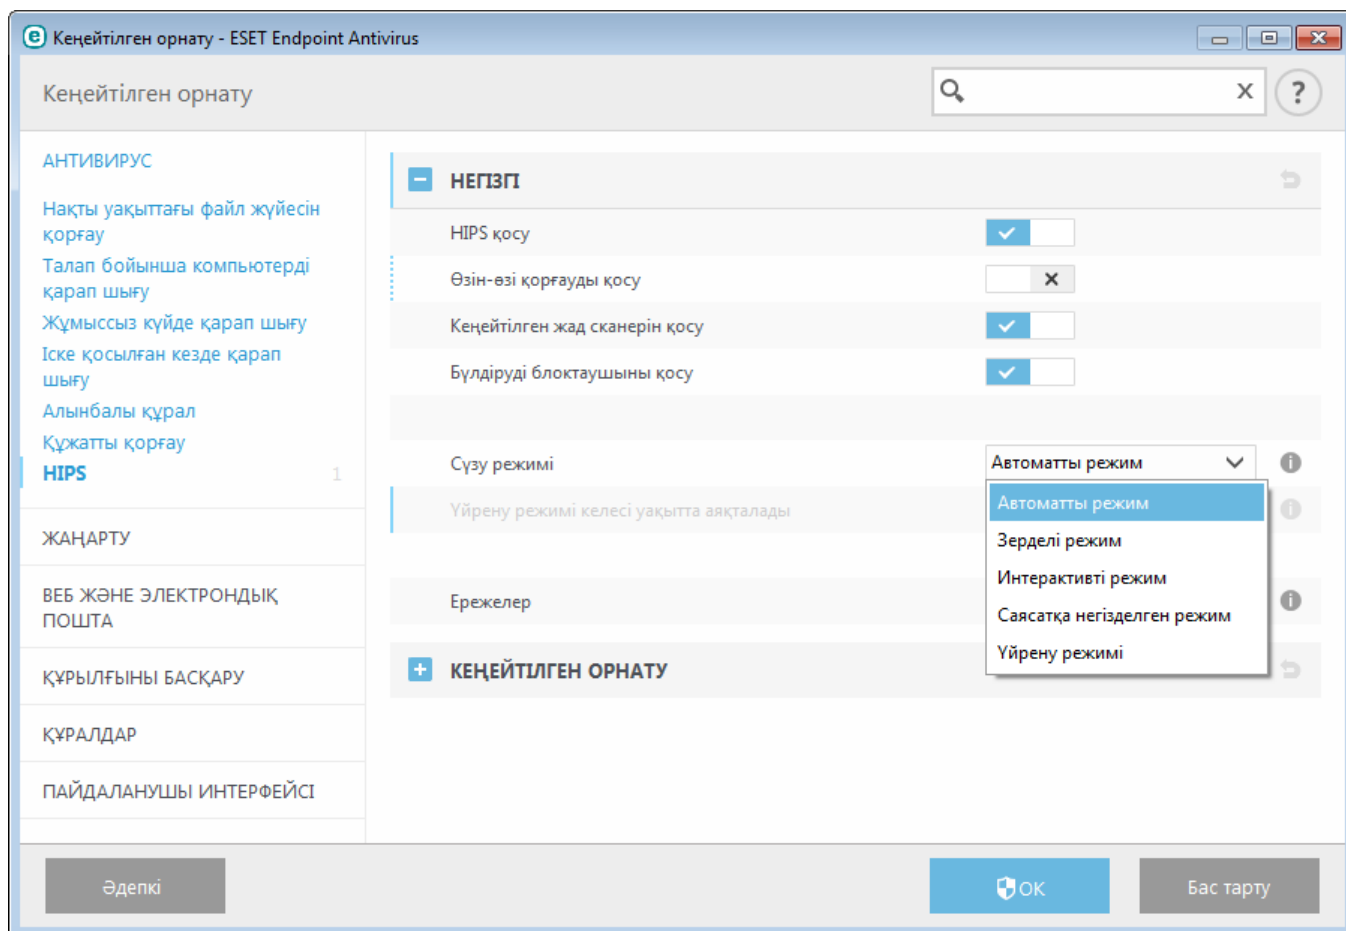 Кеңейтілген орнату - ESET Endpoint Antivirus
Кеңейтілген орнату
АНТИВИРУС
Нақты уақыттағы файл жүйесін
қорғау
Талап бойынша компьютерді
қарап шығу
Жұмыссыз күйде қарап шығу
Іске қосылған кезде қарап
шығу
Алынбалы құрал
Құжатты қорғау
HIPS 1
ЖАҢАРТУ
ВЕБ ЖӘНЕ ЭЛЕКТРОНДЫҚ
ПОШТА
ҚҰРЫЛҒЫНЫ БАСҚАРУ
ҚҰРАЛДАР
ПАЙДАЛАНУШЫ ИНТЕРФЕЙСІ
НЕГІЗГІ
HIPS қосу
Өзін-өзі қорғауды қосу
Кеңейтілген жад сканерін қосу
Бүлдіруді блоктаушыны қосу
Сүзу режимі
Автоматты режим
Үйрену режимі келесі уақытта аяқталады
Автоматты режим
Зерделі режим
Интерактивті режим
Саясатқа негізделген режим
Үйрену режимі
Ережелер
КЕҢЕЙТІЛГЕН ОРНАТУ
Әдепкі
OK
Бас тарту